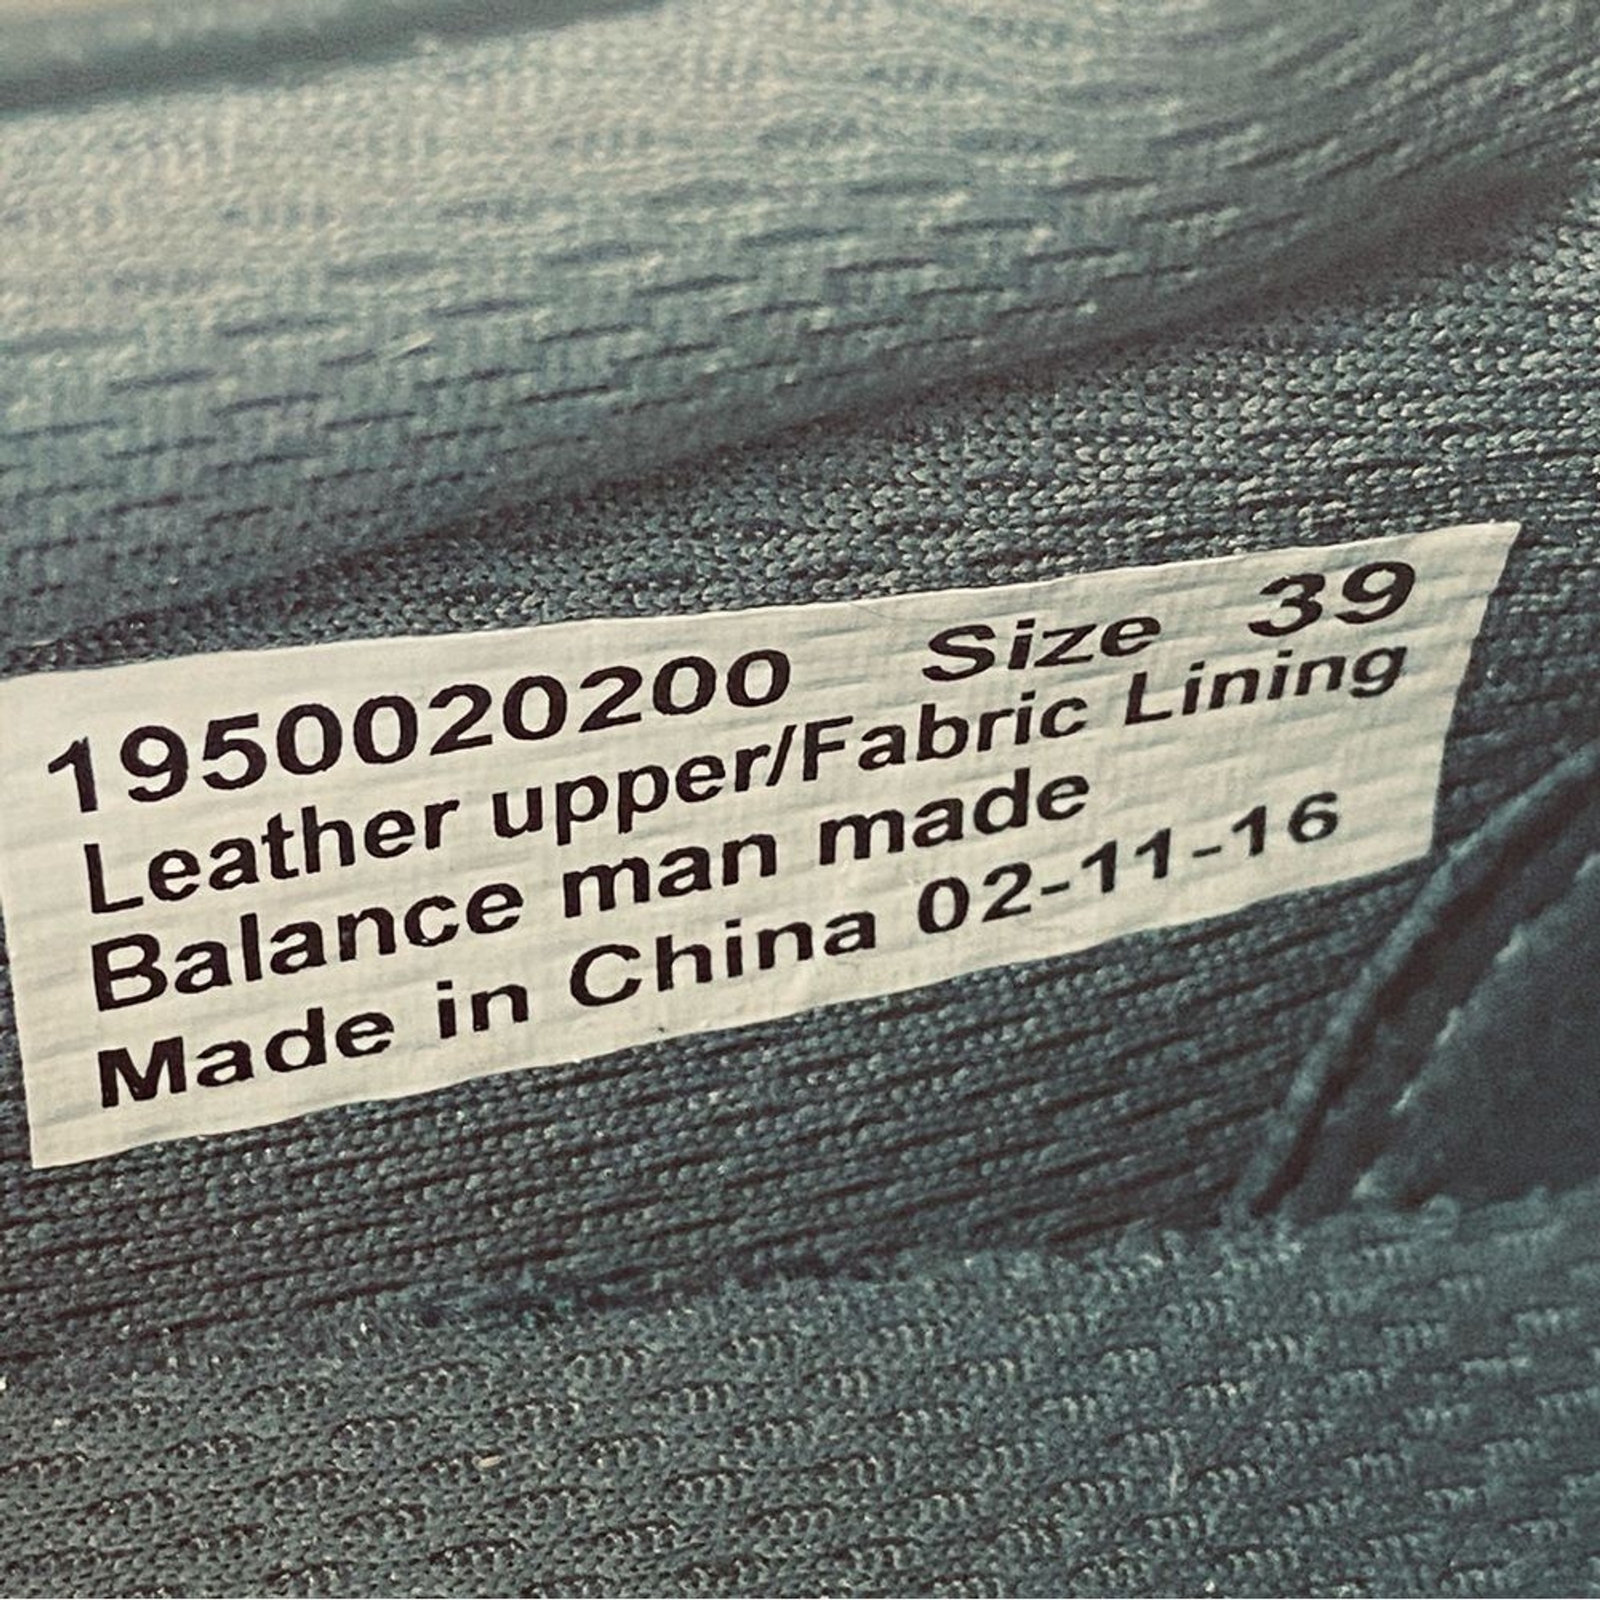 1950020200 Size 39
Leather upper/Fabric Lining
Balance man made
Made in China 02-11-16